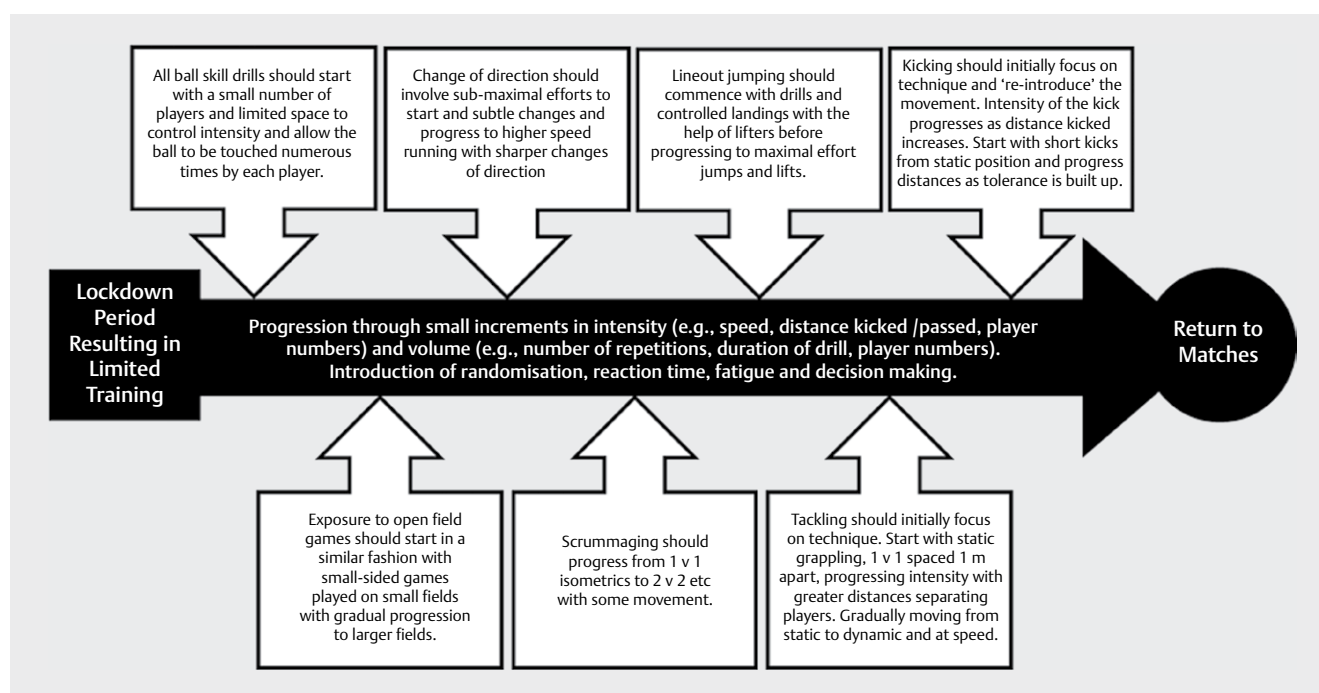 All ball skill drills should start
with a small number of
players and limited space to
control intensity and allow the
ball to be touched numerous
times by each player.
Change of direction should
involve sub-maximal efforts to
start and subtle changes and
progress to higher speed
running with sharper changes
of direction
Lineout jumping should
commence with drills and
controlled landings with the
help of lifters before
progressing to maximal effort
jumps and lifts.
Kicking should initially focus on
technique and ‘re-introduce’ the
movement. Intensity of the kick
progresses as distance kicked
increases. Start with short kicks
from static position and progress
distances as tolerance is built up.
Lockdown
Period
Resulting in
Limited
Training
Progression through small increments in intensity (e.g., speed, distance kicked /passed, player
numbers) and volume (e.g., number of repetitions, duration of drill, player numbers).
Introduction of randomisation, reaction time, fatigue and decision making.
Return to
Matches
Exposure to open field
games should start in a
similar fashion with
small-sided games
played on small fields
with gradual progression
to larger fields.
Scrummaging should
progress from 1 v 1
isometrics to 2 v 2 etc
with some movement.
Tackling should initially focus
on technique. Start with static
grappling, 1 v 1 spaced 1 m
apart, progressing intensity with
greater distances separating
players. Gradually moving from
static to dynamic and at speed.